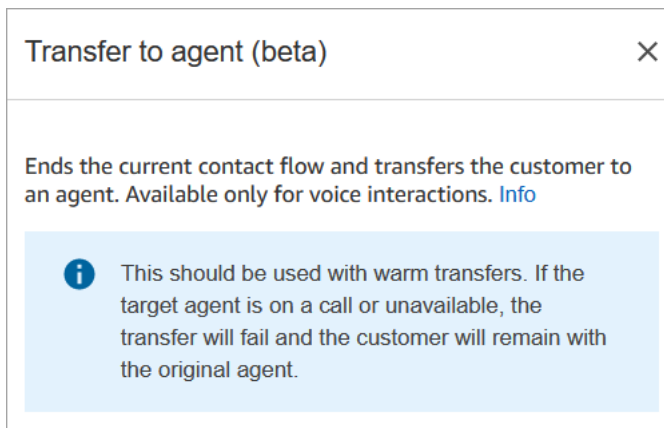 Transfer to agent (beta)
Ends the current contact flow and transfers the customer to
an agent. Available only for voice interactions. Info
This should be used with warm transfers. If the
target agent is on a call or unavailable, the
transfer will fail and the customer will remain with
the original agent.